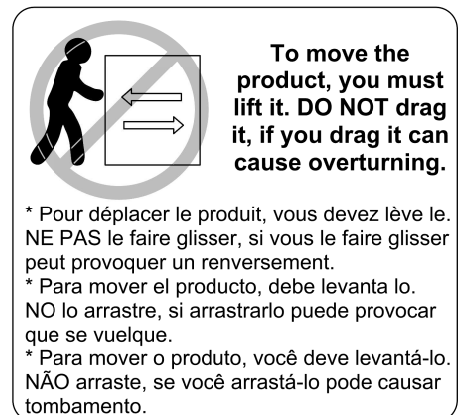 To move the
product, you must
lift it. DO NOT drag
it, if you drag it can
cause overturning.
* Pour déplacer le produit, vous devez lève le.
NE PAS le faire glisser, si vous le faire glisser
peut provoquer un renversement.
* Para mover el producto, debe levanta lo.
NO lo arrastre, si arrastrarlo puede provocar
que se vuelque.
* Para mover o produto, você deve levantá-lo.
NÃO arraste, se você arrastá-lo pode causar
tombamento.